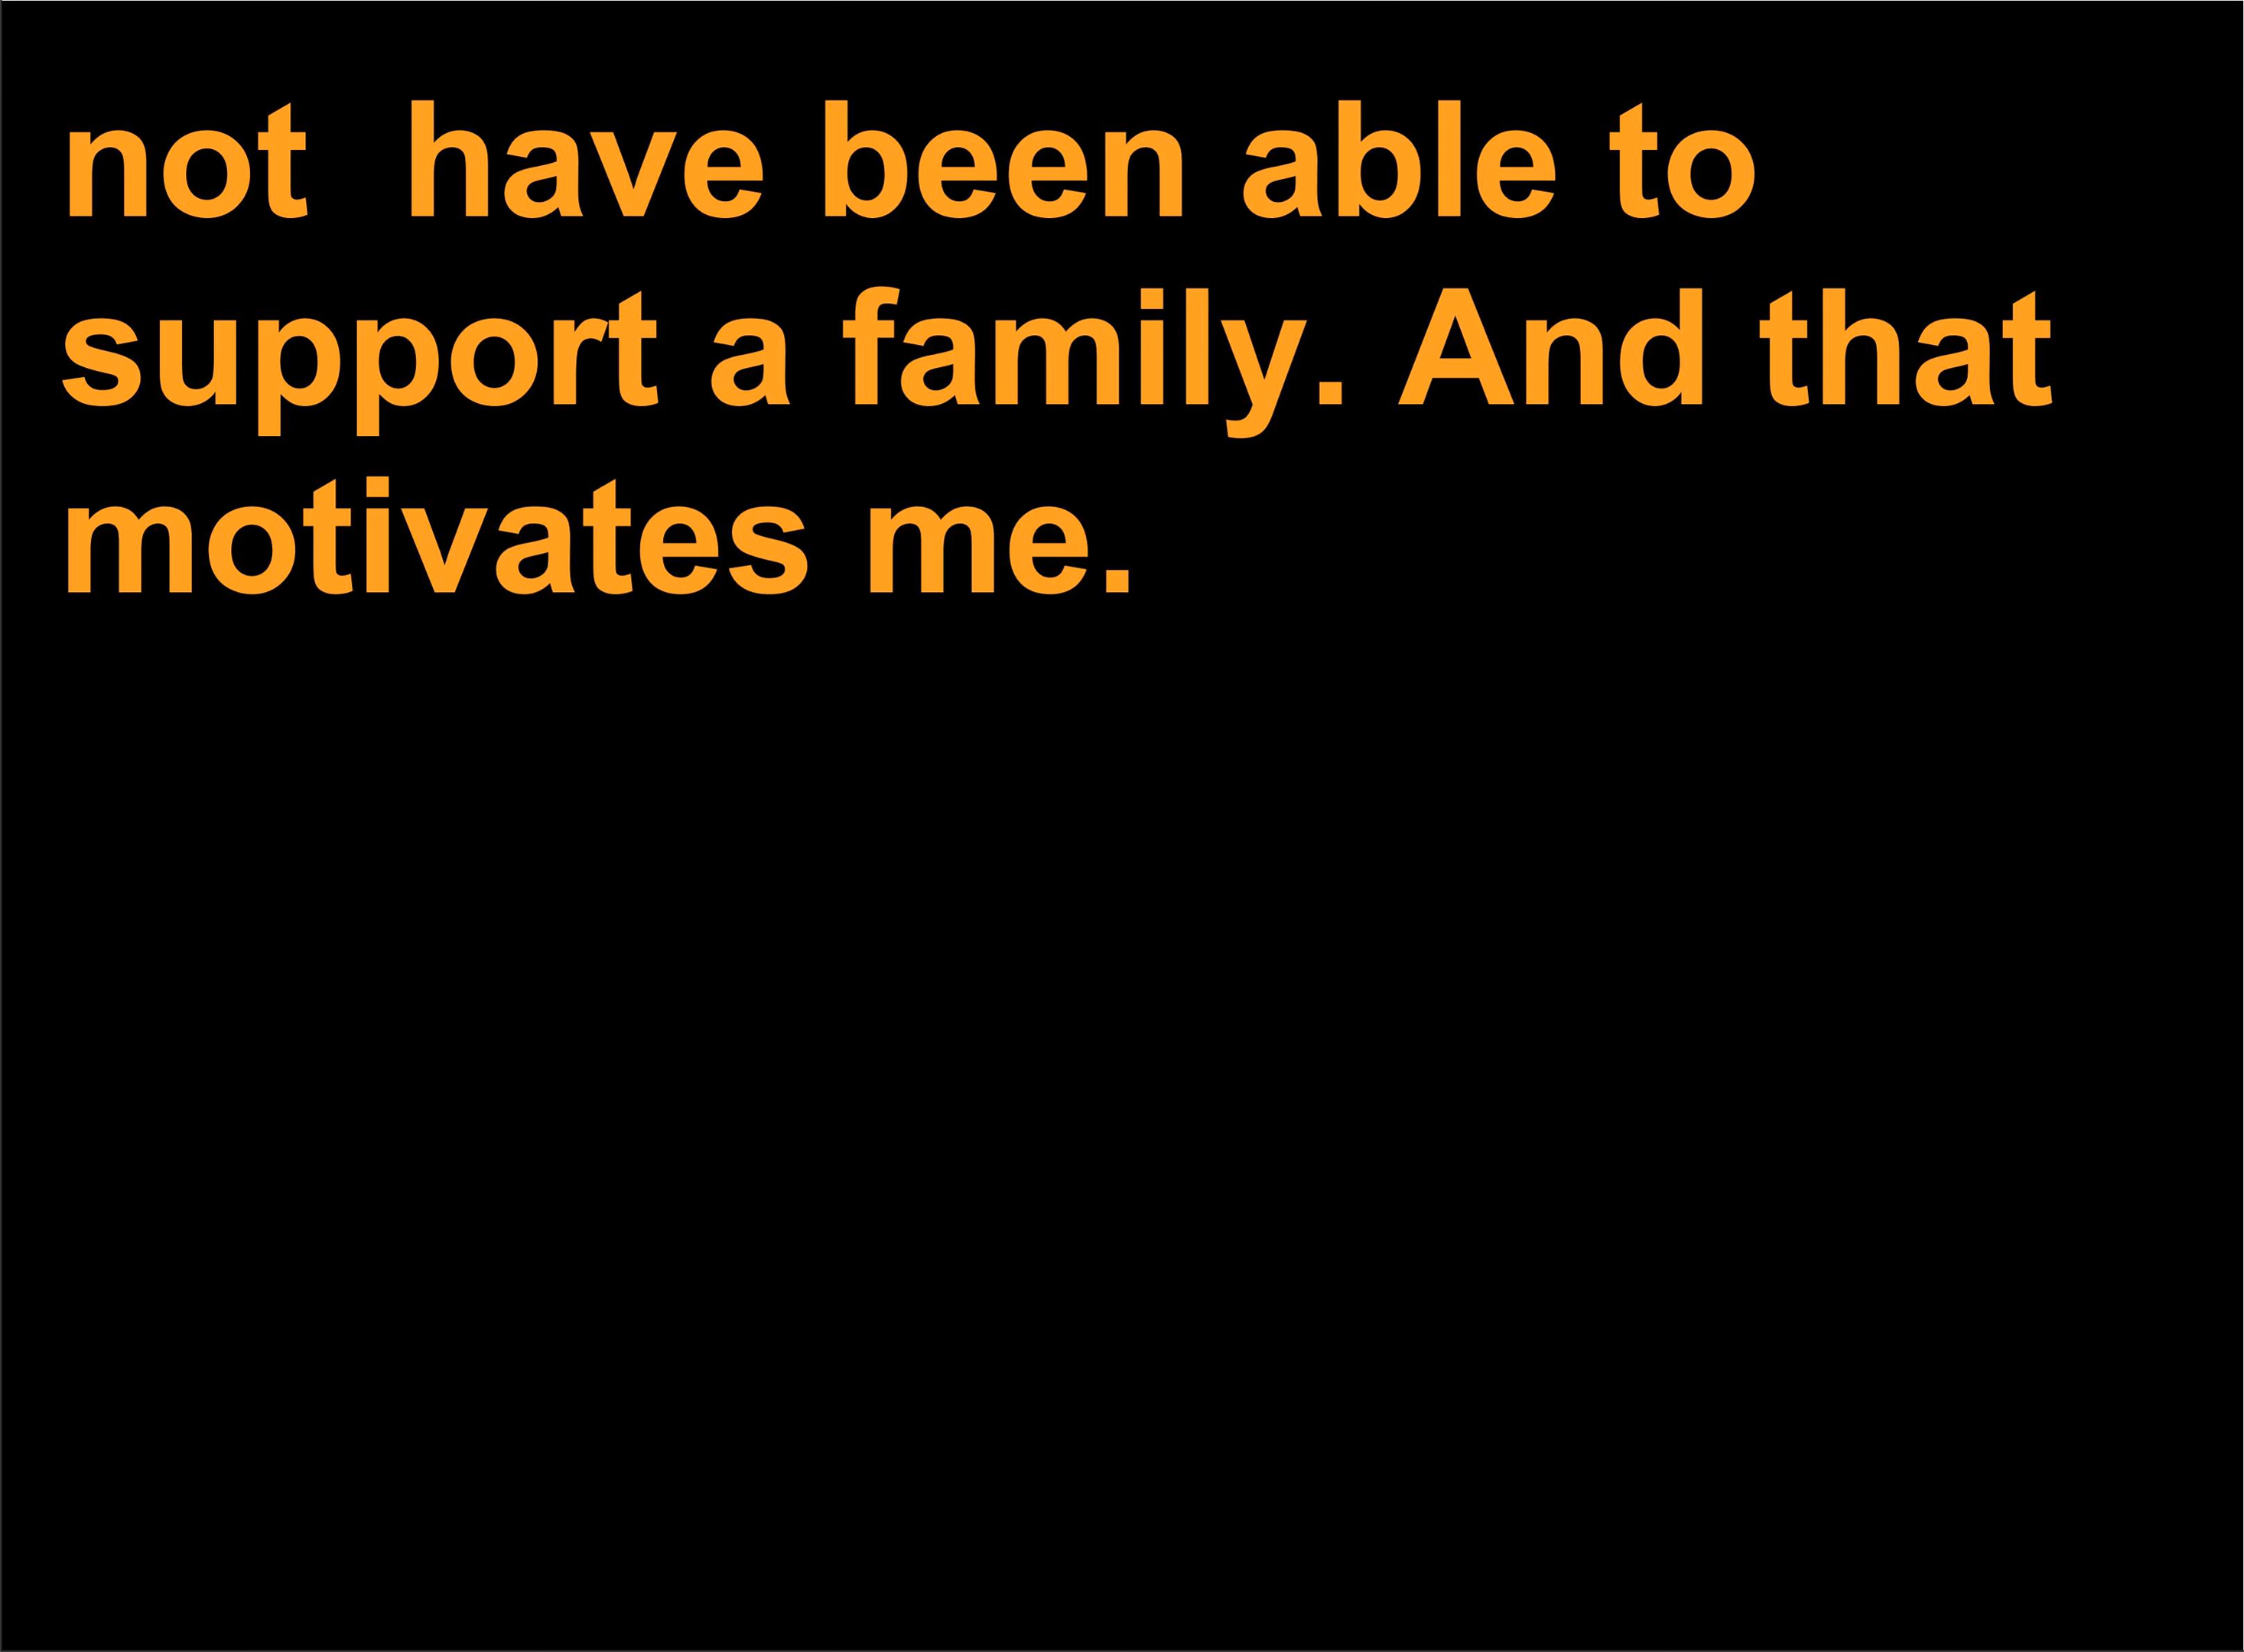 not  have been able to
support a family. And that
motivates me.